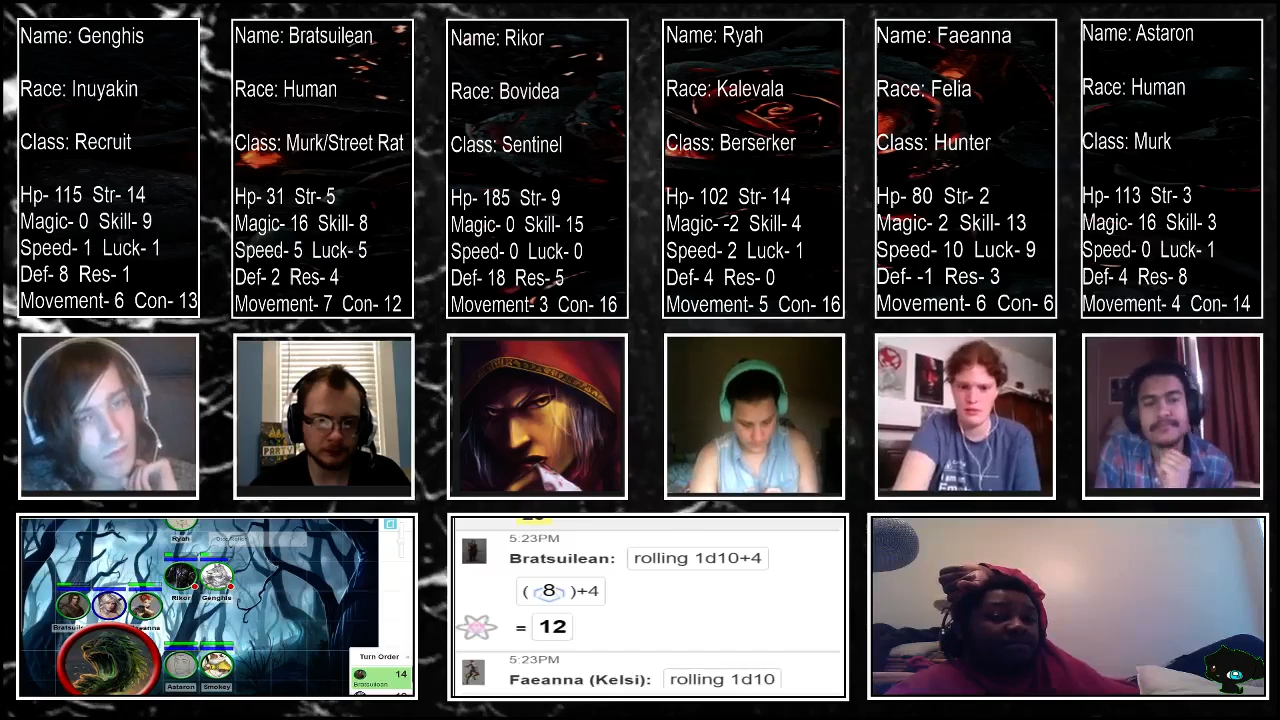 Name: Genghis
Race: Inuyakin
Class: Recruit
Hp- 115 Str- 14
Magic- 0 Skill- 9
Speed- 1 Luck- 1
Def- 8 Res- 1
Movement- 6 Con- 13
Name: Bratsuilean
Race: Human
Class: Murk/Street Rat
Hp- 31 Str- 5
Magic- 16 Skill- 8
Speed- 5 Luck- 5
Def- 2 Res- 4
Movement- 7 Con- 12
Name: Rikor
Race: Bovidea
Class: Sentinel
Hp- 185 Str- 9
Magic- 0 Skill- 15
Speed- 0 Luck- 0
Def- 18 Res- 5
Movement- 3 Con- 16
Name: Ryah
Race: Kalevala
Class: Berserker
Hp- 102 Str- 14
Magic- -2 Skill- 4
Speed- 2 Luck- 1
Def- 4 Res- 0
Movement- 5 Con- 16
Name: Faeanna
Race: Felia
Class: Hunter
Hp- 80 Str- 2
Magic- 2 Skill- 13
Speed- 10 Luck- 9
Def- -1 Res- 3
Movement- 6 Con- 6
Name: Astaron
Race: Human
Class: Murk
Hp- 113 Str- 3
Magic- 16 Skill- 3
Speed- 0 Luck- 1
Def- 4 Res- 8
Movement- 4 Con- 14
PARTY
Ryah
Rikor Genghis
Astaron Smokey
Turn Order
14
Bratsuilean
5:23PM
Bratsuilean: rolling 1d10+4
( 8 )+4
= 12
5:23PM
Faeanna (Kelsi): rolling 1d10